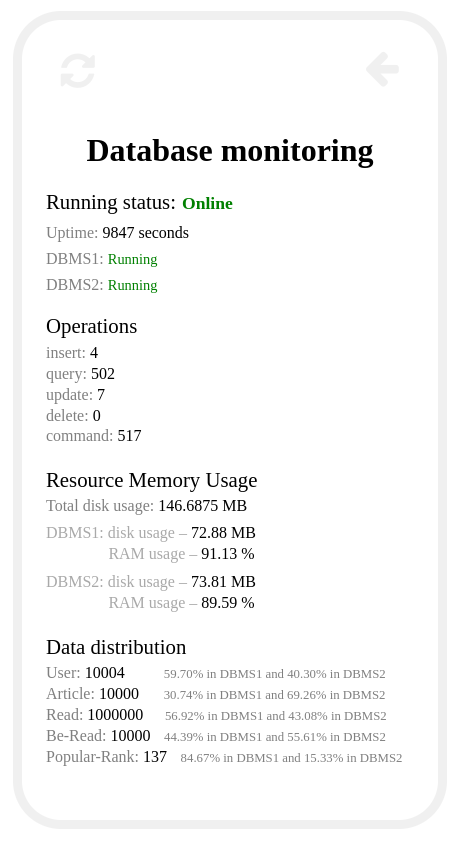 Database monitoring
Running status: Online
Uptime: 9847 seconds
DBMS1: Running
DBMS2: Running
Operations
insert: 4
query: 502
update: 7
delete: 0
command: 517
Resource Memory Usage
Total disk usage: 146.6875 MB
DBMS1: disk usage – 72.88 MB
RAM usage – 91.13 %
DBMS2: disk usage – 73.81 MB
RAM usage – 89.59 %
Data distribution
User: 10004 59.70% in DBMS1 and 40.30% in DBMS2
Article: 10000 30.74% in DBMS1 and 69.26% in DBMS2
Read: 1000000 56.92% in DBMS1 and 43.08% in DBMS2
Be-Read: 10000 44.39% in DBMS1 and 55.61% in DBMS2
Popular-Rank: 137 84.67% in DBMS1 and 15.33% in DBMS2